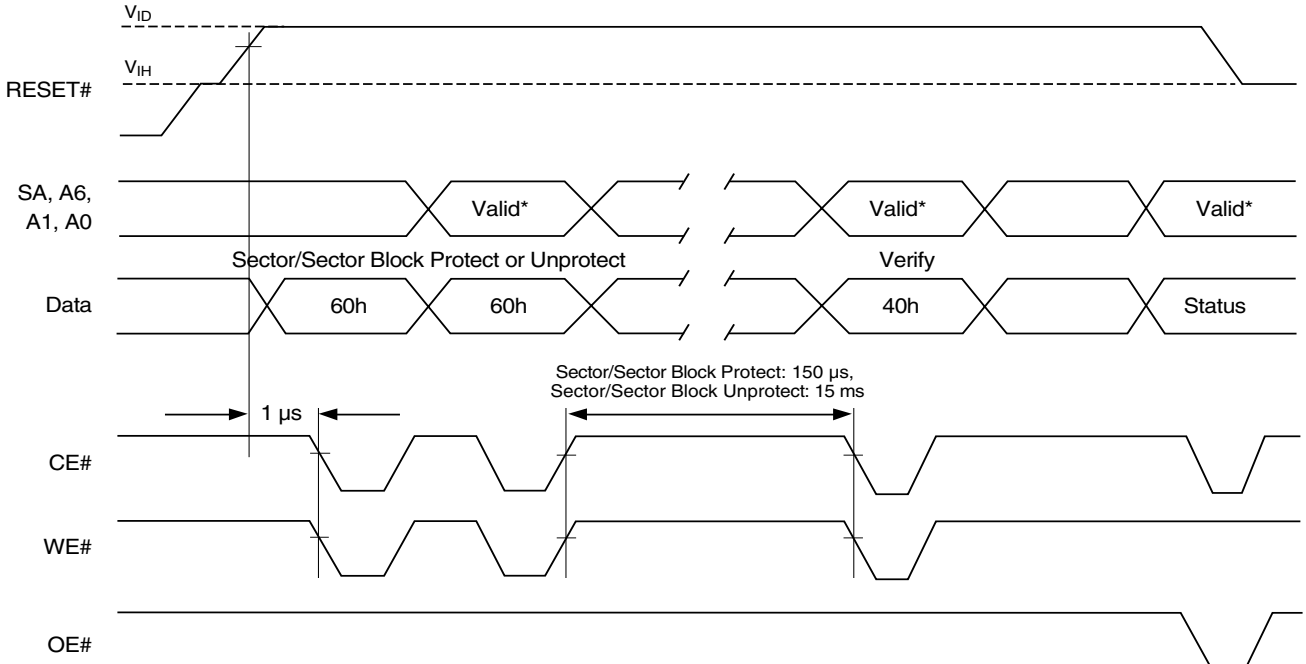 VID
VIH
RESET#
SA, A6,
A1, A0
Valid* Valid* Valid*
Sector/Sector Block Protect or Unprotect Verify
Data 60h 60h 40h Status
Sector/Sector Block Protect: 150 µs,
Sector/Sector Block Unprotect: 15 ms
1 µs
CE#
WE#
OE#